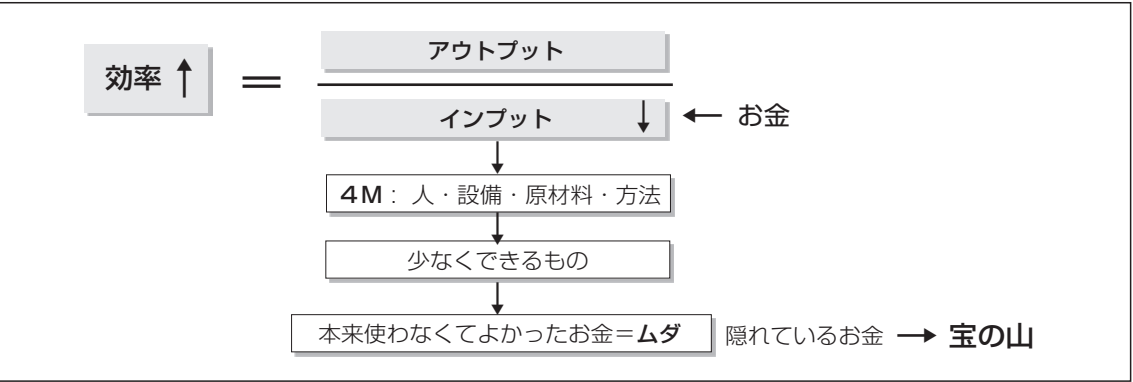 アウトプット
効率 ↑ ＝
インプット ↓ ← お金
4M： 人・設備・原材料・方法
少なくできるもの
本来使わなくてよかったお金＝ムダ 隠れているお金 → 宝の山